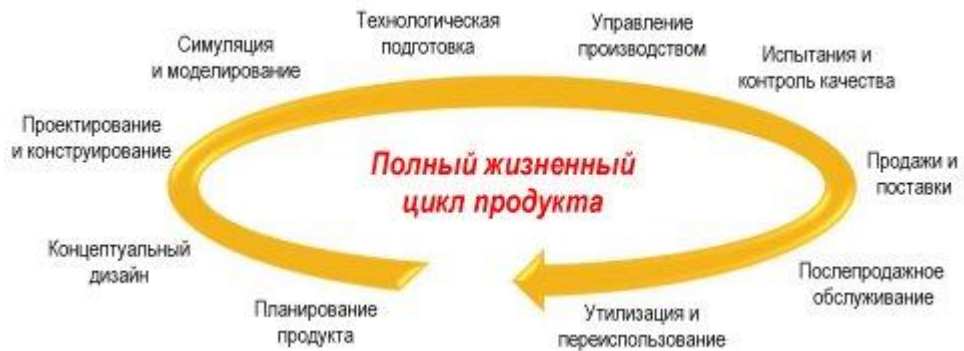 Технологическая
подготовка
Управление
производством
Симуляция
и моделирование
Испытания и
контроль качества
Проектирование
и конструирование
Полный жизненный
цикл продукта
Продажи и
поставки
Концептуальный
дизайн
Послепродажное
обслуживание
Планирование
продукта
Утилизация и
переиспользование